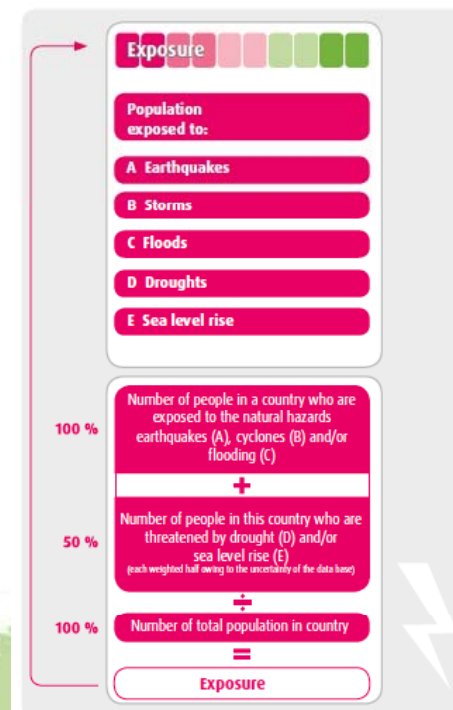 Exposure
Population
exposed to:
A Earthquakes
B Storms
C Floods
D Droughts
E Sea level rise
100 %
Number of people in a country who are
exposed to the natural hazards
earthquakes (A), cyclones (B) and/or
flooding (C)
+
50 %
Number of people in this country who are
threatened by drought (D) and/or
sea level rise (E)
(each weighted half owing to the uncertainty of the data base)
÷
100 %
Number of total population in country
=
Exposure